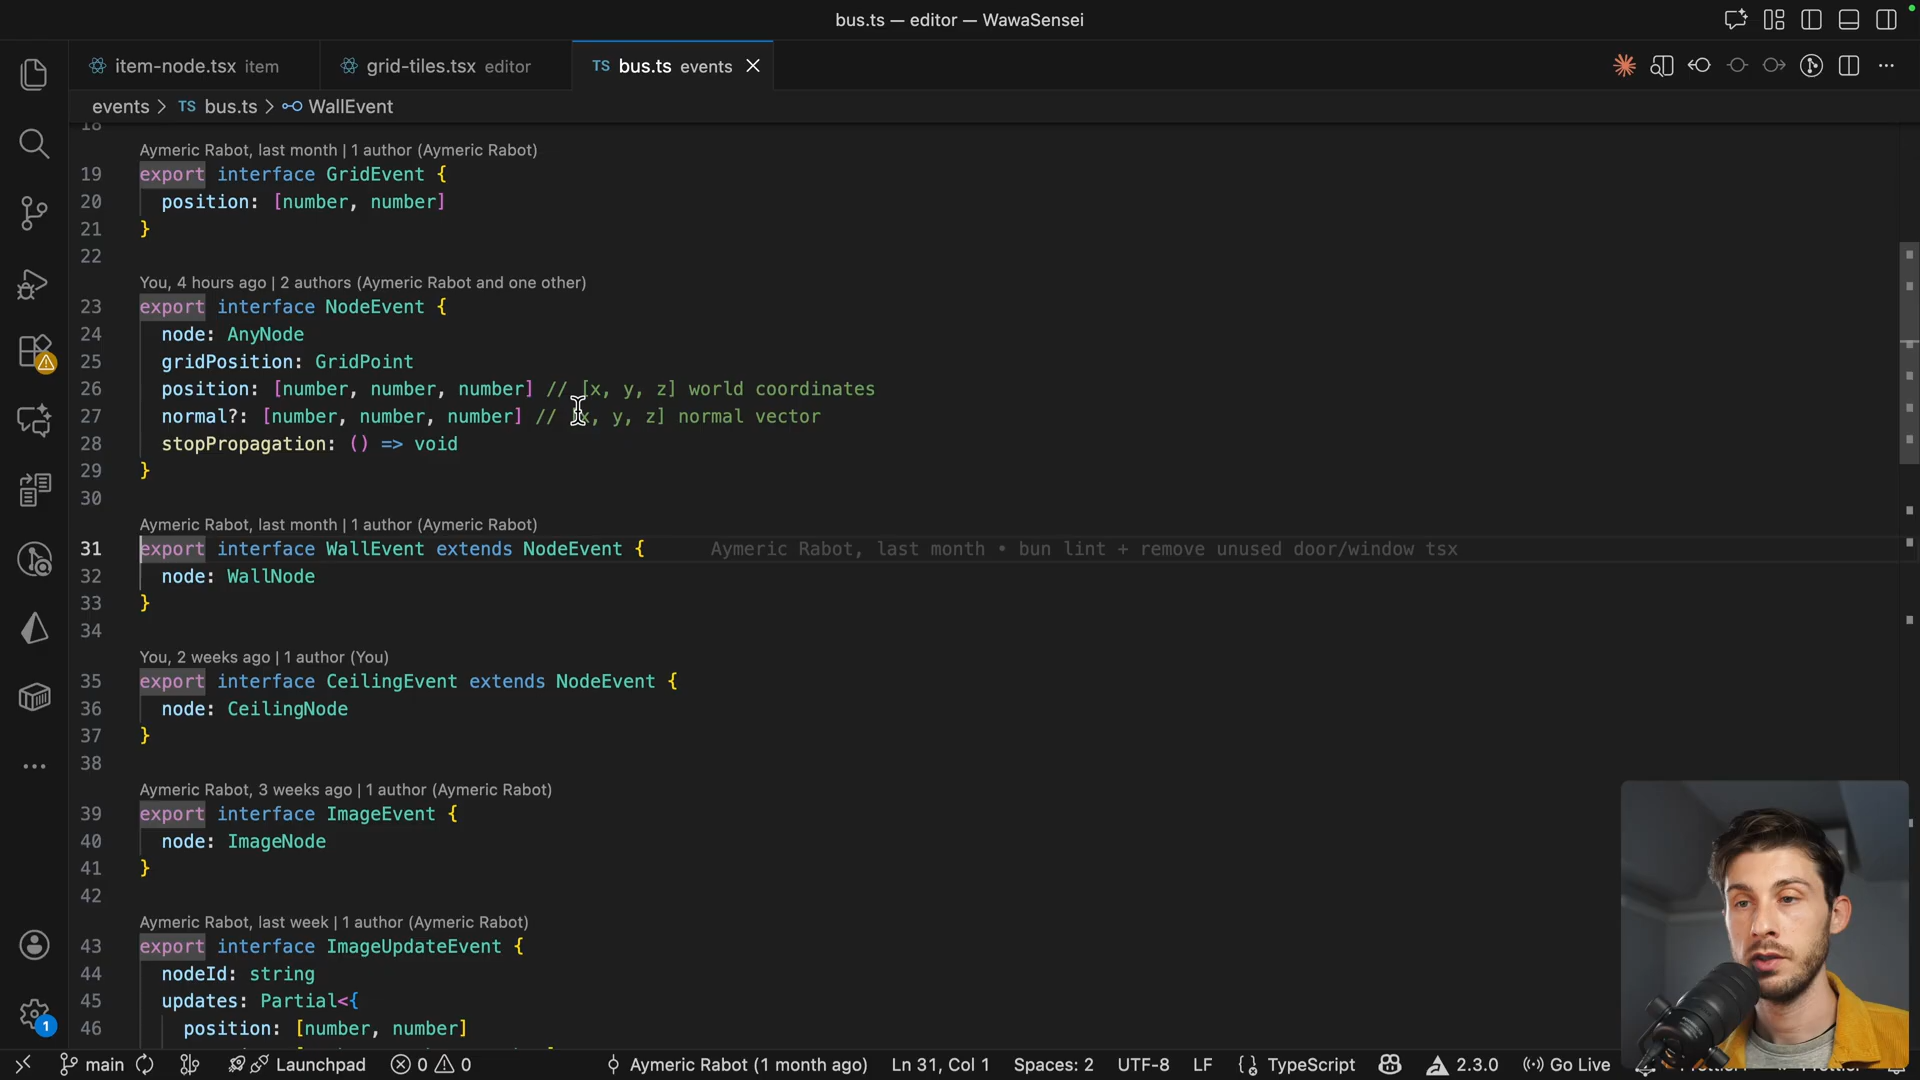 bus.ts — editor — WawaSensei
item-node.tsx item
grid-tiles.tsx editor
TS bus.ts events
events > TS bus.ts > WallEvent
18
Aymeric Rabot, last month | 1 author (Aymeric Rabot)
19 export interface GridEvent {
20 position: [number, number]
21 }
22
You, 4 hours ago | 2 authors (Aymeric Rabot and one other)
23 export interface NodeEvent {
24 node: AnyNode
25 gridPosition: GridPoint
26 position: [number, number, number] // [x, y, z] world coordinates
27 normal?: [number, number, number] // [x, y, z] normal vector
28 stopPropagation: () => void
29 }
30
Aymeric Rabot, last month | 1 author (Aymeric Rabot)
31 export interface WallEvent extends NodeEvent { Aymeric Rabot, last month • bun lint + remove unused door/window tsx
32 node: WallNode
33 }
34
You, 2 weeks ago | 1 author (You)
35 export interface CeilingEvent extends NodeEvent {
36 node: CeilingNode
37 }
38
Aymeric Rabot, 3 weeks ago | 1 author (Aymeric Rabot)
39 export interface ImageEvent {
40 node: ImageNode
41 }
42
Aymeric Rabot, last week | 1 author (Aymeric Rabot)
43 export interface ImageUpdateEvent {
44 nodeId: string
45 updates: Partial<{
46 position: [number, number]
1
main Launchpad 0 0 Aymeric Rabot (1 month ago) Ln 31, Col 1 Spaces: 2 UTF-8 LF {} TypeScript 2.3.0 Go Live